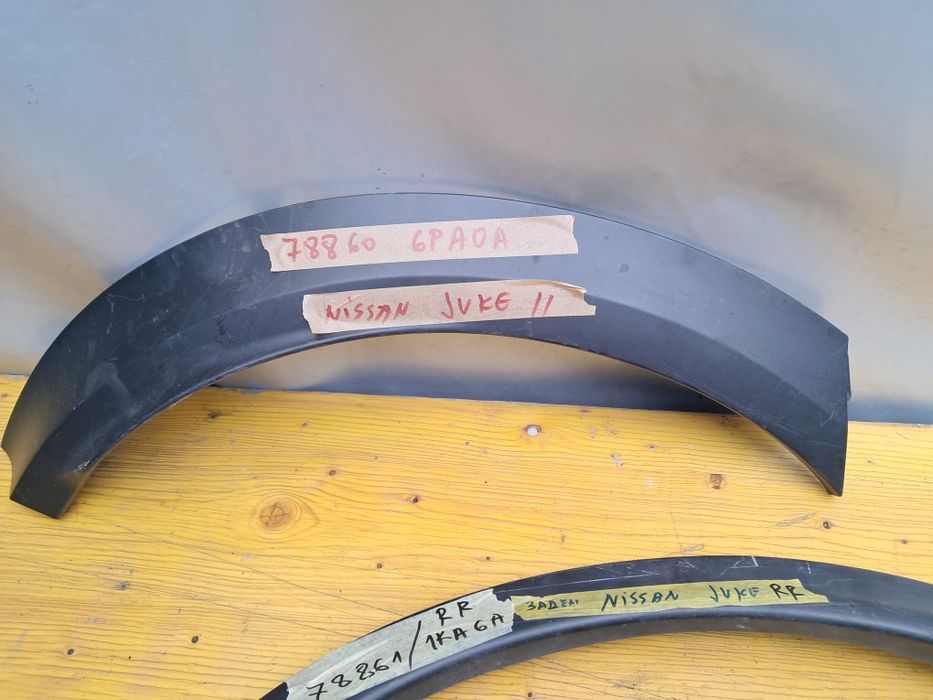 78860 6PA0A
NISSAN JUKE II
ЗАДЕН NISSAN JUKE RR
RR
78861/1KA6A